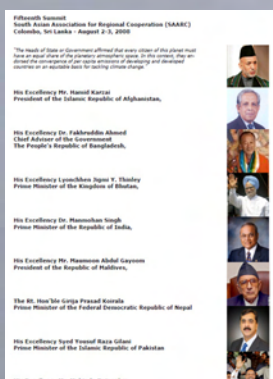 Fifteenth Summit
South Asian Association for Regional Cooperation (SAARC)
Colombo, Sri Lanka - August 2-3, 2008
"The Heads of State or Government affirmed that every citizen of this planet must
have an equal share of the planetary atmospheric space. In this context, they en-
dorsed the convergence of per capita emissions of developing and developed
countries on an equitable basis for tackling climate change."
His Excellency Mr. Hamid Karzai
President of the Islamic Republic of Afghanistan,
His Excellency Dr. Fakhruddin Ahmed
Chief Adviser of the Government
The People's Republic of Bangladesh,
His Excellency Lyonchhen Jigmi Y. Thinley
Prime Minister of the Kingdom of Bhutan,
His Excellency Dr. Manmohan Singh
Prime Minister of the Republic of India,
His Excellency Mr. Maumoon Abdul Gayoom
President of the Republic of Maldives,
The Rt. Hon'ble Girija Prasad Koirala
Prime Minister of the Federal Democratic Republic of Nepal
His Excellency Syed Yousuf Raza Gilani
Prime Minister of the Islamic Republic of Pakistan